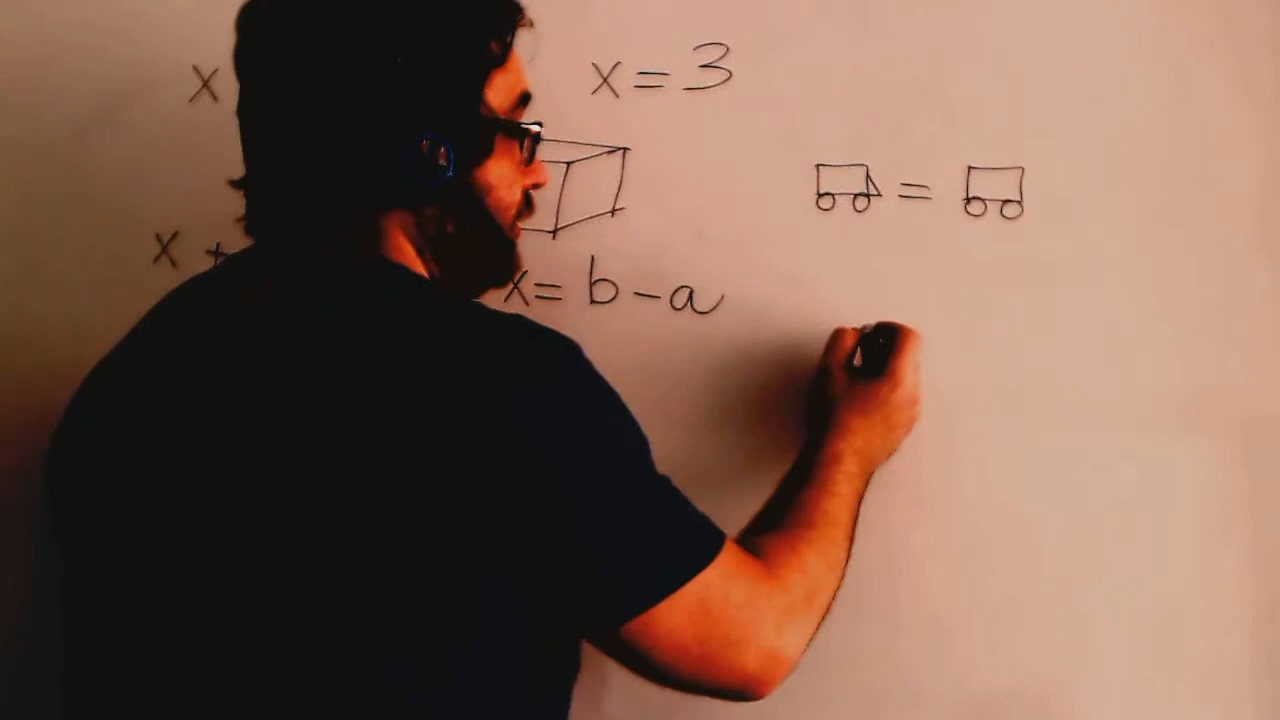 x x = 3
=
x + x = b - a